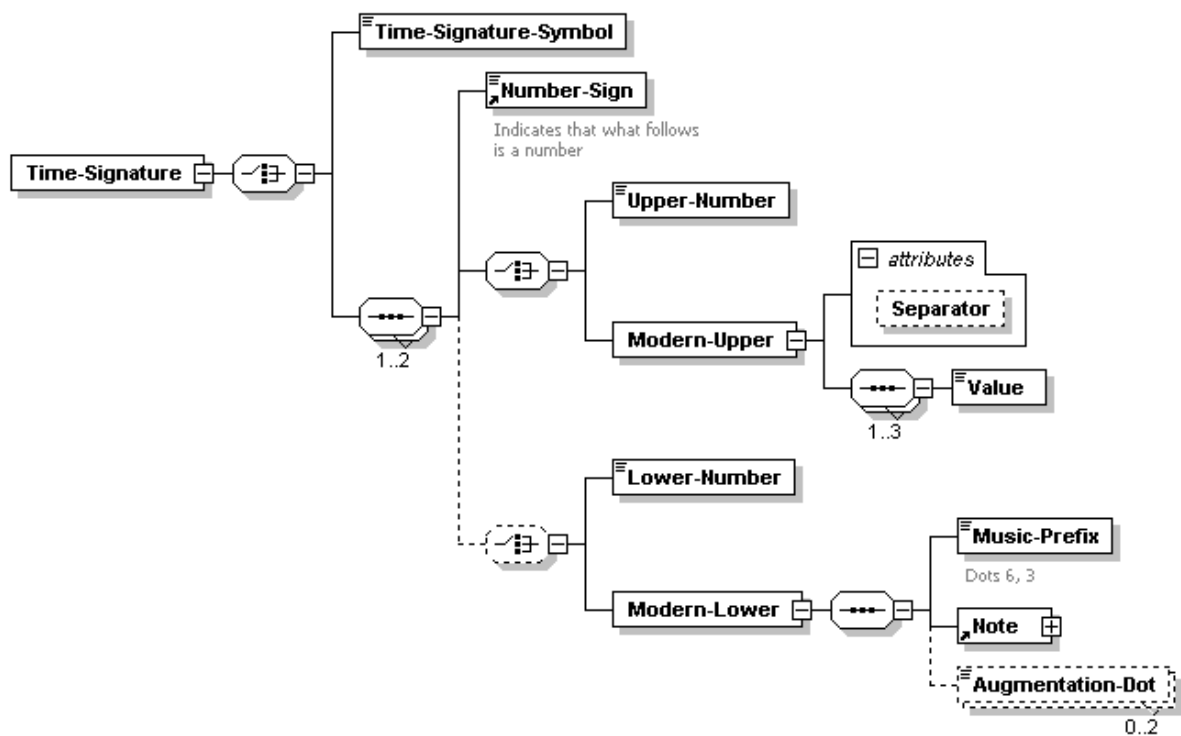 Time-Signature-Symbol
Number-Sign
Indicates that what follows
is a number
Time-Signature
Upper-Number
attributes
Separator
Modern-Upper
1..2
Value
1..3
Lower-Number
Music-Prefix
Dots 6, 3
Modern-Lower
Note
Augmentation-Dot
0..2